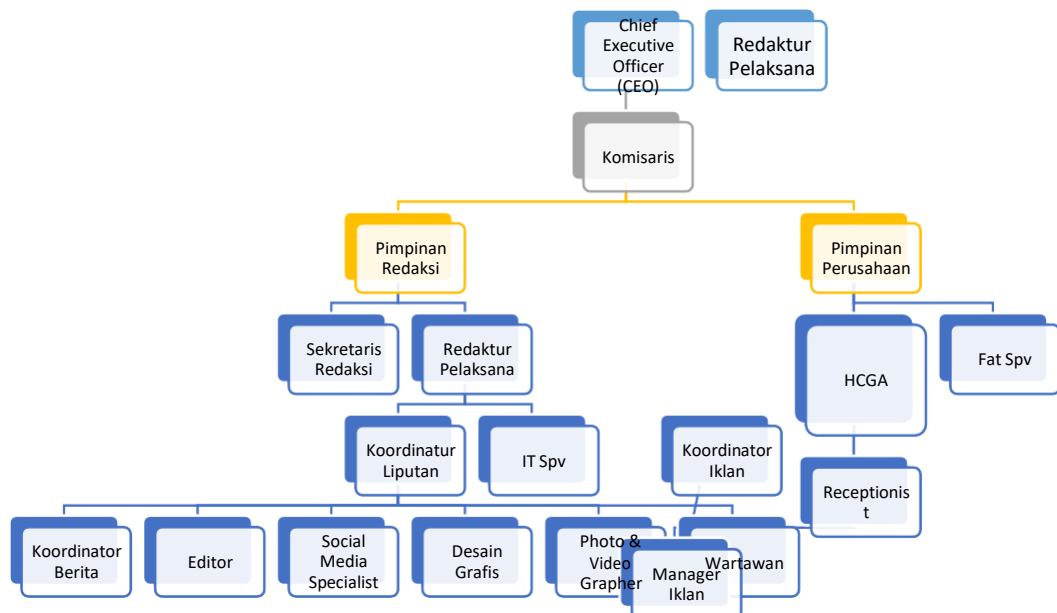 Chief
Executive
Officer
(CEO)
Redaktur
Pelaksana
Komisaris
Pimpinan
Redaksi
Pimpinan
Perusahaan
Sekretaris
Redaksi
Redaktur
Pelaksana
HCGA
Fat Spv
Koordinatur
Liputan
IT Spv
Koordinator
Iklan
Receptionis
t
Koordinator
Berita
Editor
Social
Media
Specialist
Desain
Grafis
Photo &
Video
Grapher
Wartawan
Manager
Iklan